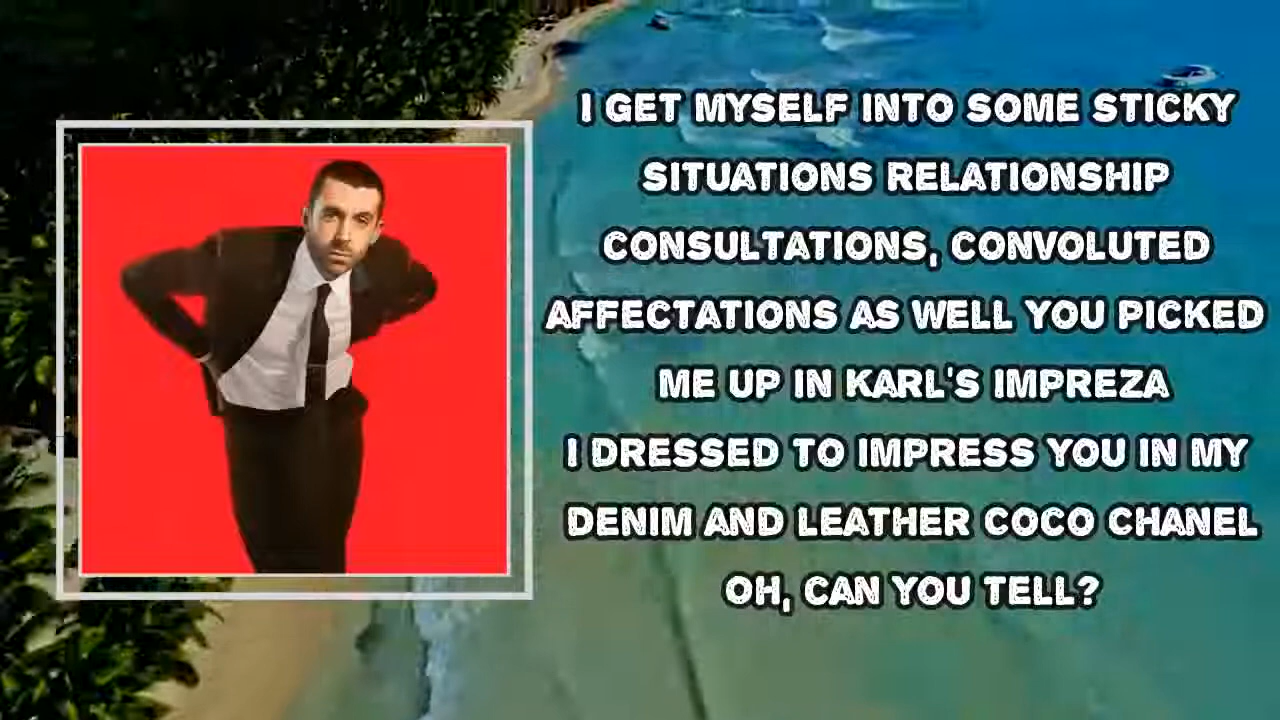 I GET MYSELF INTO SOME STICKY
SITUATIONS RELATIONSHIP
CONSULTATIONS, CONVOLUTED
AFFECTATIONS AS WELL YOU PICKED
ME UP IN KARL'S IMPREZA
I DRESSED TO IMPRESS YOU IN MY
DENIM AND LEATHER COCO CHANEL
OH, CAN YOU TELL?